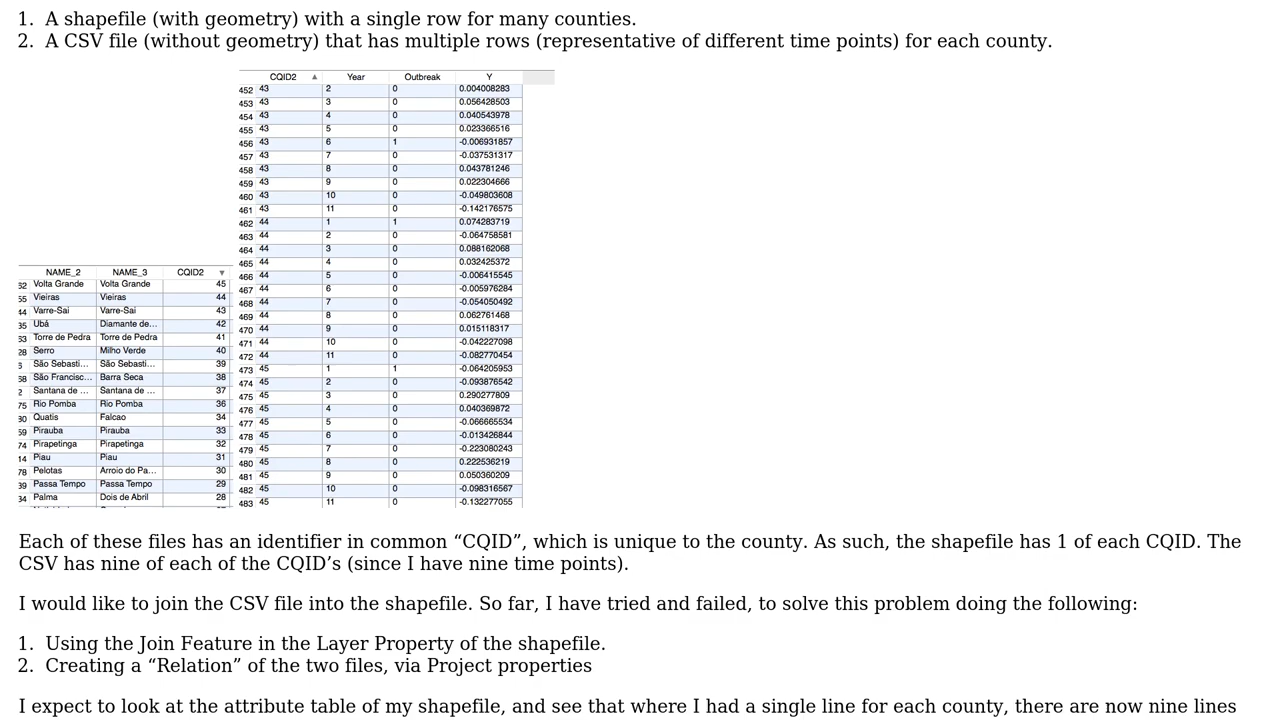 1. A shapefile (with geometry) with a single row for many counties.
2. A CSV file (without geometry) that has multiple rows (representative of different time points) for each county.
CQID2 ▲ Year Outbreak Y
452 43 2 0 0.004008283
453 43 3 0 0.056428503
454 43 4 0 0.040543978
455 43 5 0 0.023366516
456 43 6 1 -0.006931857
457 43 7 0 -0.037531317
458 43 8 0 0.043781246
459 43 9 0 0.022304666
460 43 10 0 -0.049803608
461 43 11 0 -0.142176575
462 44 1 1 0.074283719
463 44 2 0 -0.064758581
464 44 3 0 0.088162068
465 44 4 0 0.032425372
466 44 5 0 -0.006415545
467 44 6 0 -0.005976284
468 44 7 0 -0.054050492
469 44 8 0 0.062761468
470 44 9 0 0.015118317
471 44 10 0 -0.042227098
472 44 11 0 -0.082770454
473 45 1 1 -0.064205953
474 45 2 0 -0.093876542
475 45 3 0 0.290277809
476 45 4 0 0.040369872
477 45 5 0 -0.066665534
478 45 6 0 -0.013426844
479 45 7 0 -0.223080243
480 45 8 0 0.222536219
481 45 9 0 0.050360209
482 45 10 0 -0.098316567
483 45 11 0 -0.132277055
NAME_2 NAME_3 CQID2 ▼
52 Volta Grande Volta Grande 45
55 Vieiras Vieiras 44
44 Varre-Sai Varre-Sai 43
35 Ubá Diamante de... 42
53 Torre de Pedra Torre de Pedra 41
28 Serro Milho Verde 40
São Sebasti... São Sebasti... 39
58 São Francisc... Barra Seca 38
2 Santana de ... Santana de ... 37
75 Rio Pomba Rio Pomba 36
30 Quatis Falcao 34
59 Pirauba Pirauba 33
74 Pirapetinga Pirapetinga 32
14 Piau Piau 31
78 Pelotas Arroio do Pa... 30
39 Passa Tempo Passa Tempo 29
34 Palma Dois de Abril 28
Each of these files has an identifier in common “CQID”, which is unique to the county. As such, the shapefile has 1 of each CQID. The
CSV has nine of each of the CQID’s (since I have nine time points).
I would like to join the CSV file into the shapefile. So far, I have tried and failed, to solve this problem doing the following:
1. Using the Join Feature in the Layer Property of the shapefile.
2. Creating a “Relation” of the two files, via Project properties
I expect to look at the attribute table of my shapefile, and see that where I had a single line for each county, there are now nine lines